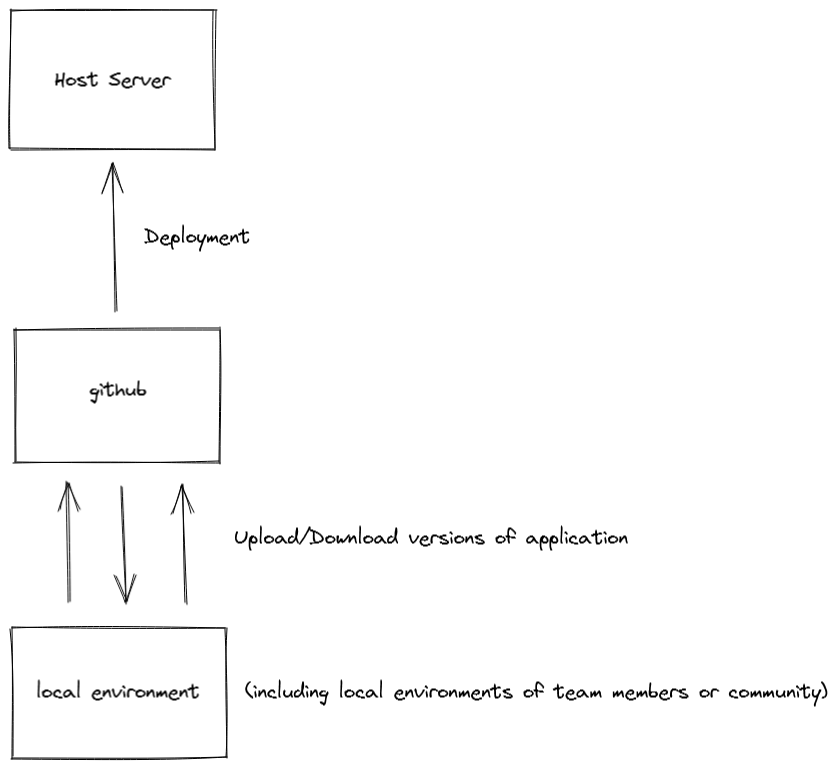 Host Server
Deployment
github
Upload/Download versions of application
local environment
(including local environments of team members or community)